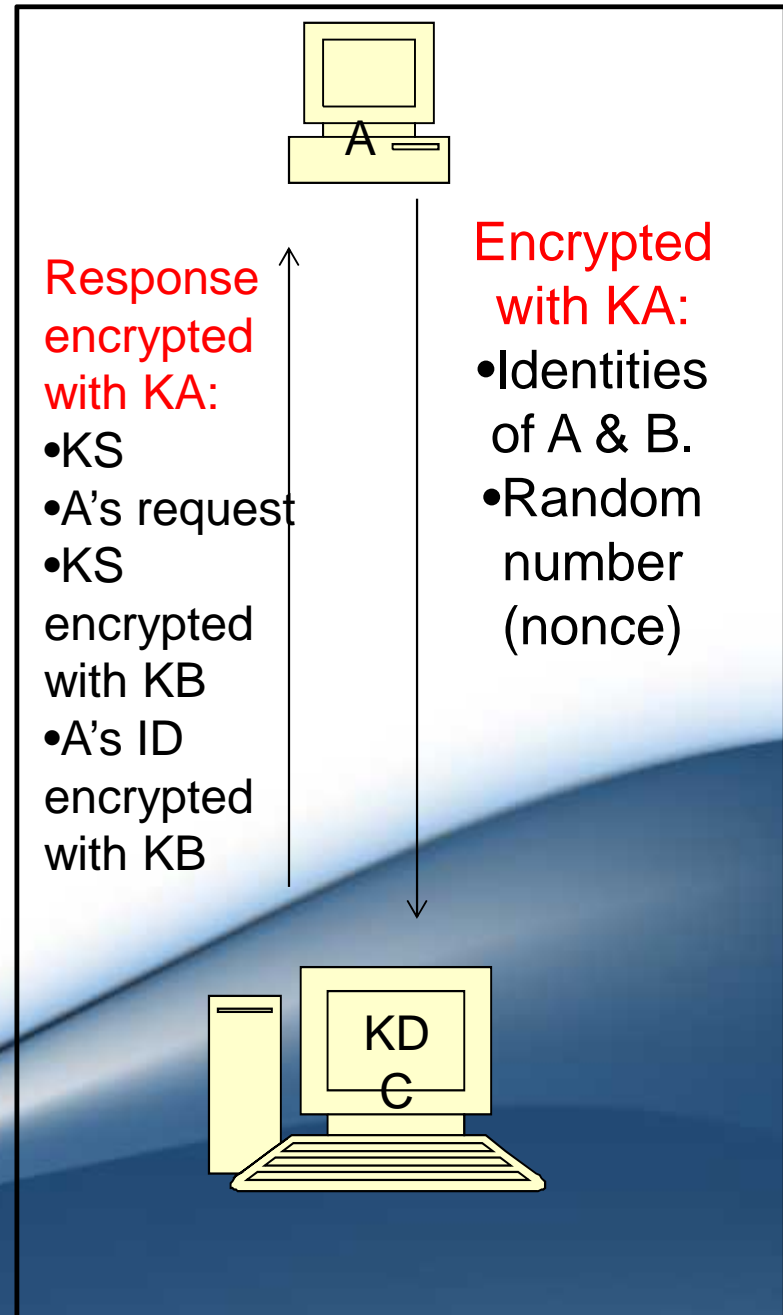 A
Response
encrypted
with KA:
•KS
•A’s request
•KS
encrypted
with KB
•A’s ID
encrypted
with KB
Encrypted
with KA:
•Identities
of A & B.
•Random
number
(nonce)
KD
C